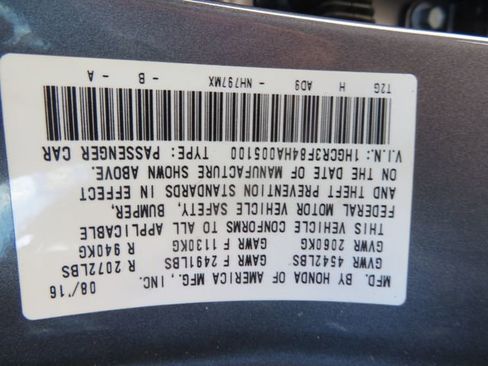 MFD. BY HONDA OF AMERICA MFG., INC. 08/'16
GVWR 4542LBS GAWR F 2491LBS R 2072LBS
GVWR 2060KG GAWR F 1130KG R 940KG
THIS VEHICLE CONFORMS TO ALL APPLICABLE
FEDERAL MOTOR VEHICLE SAFETY, BUMPER,
AND THEFT PREVENTION STANDARDS IN EFFECT
ON THE DATE OF MANUFACTURE SHOWN ABOVE.
V.I.N.: 1HGCR3F84HA005100 TYPE: PASSENGER CAR
T2G H AD9 - NH797MX - B - A